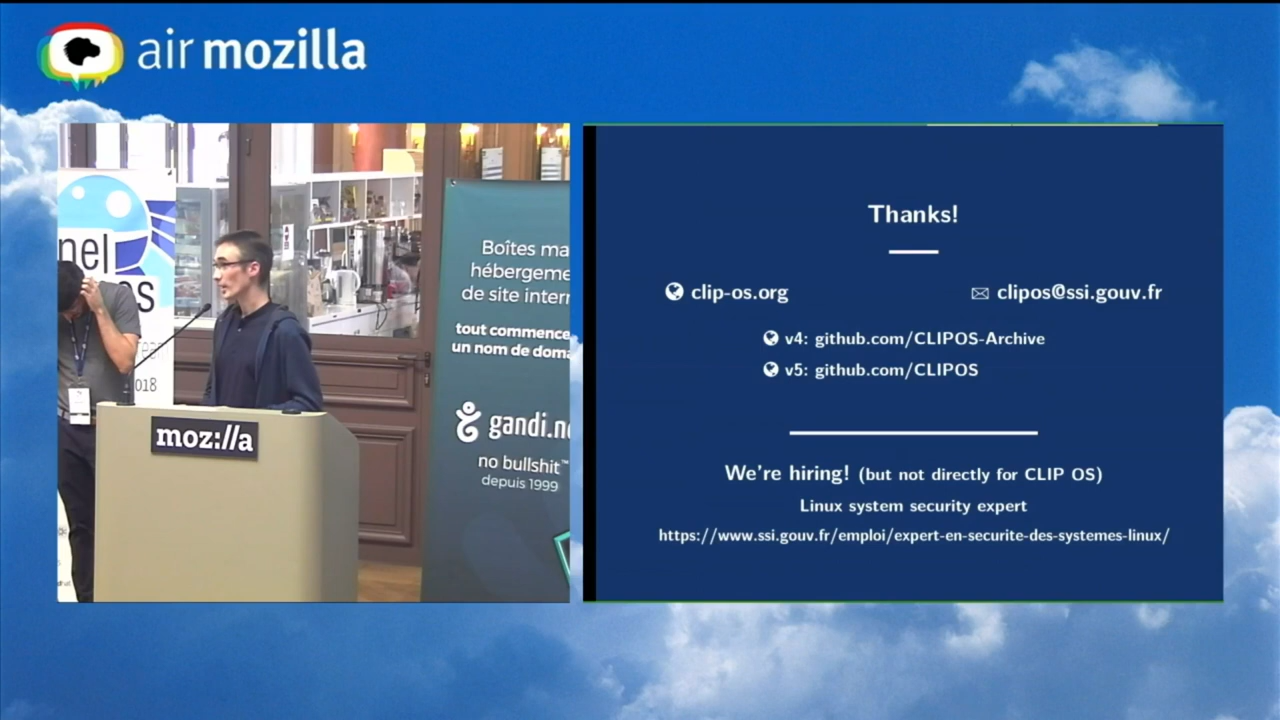 air mozilla
Thanks!
clip-os.org
clipos@ssi.gouv.fr
v4: github.com/CLIPOS-Archive
v5: github.com/CLIPOS
We're hiring! (but not directly for CLIP OS)
Linux system security expert
https://www.ssi.gouv.fr/emploi/expert-en-securite-des-systemes-linux/
nel
os
2018
moz://a
Boîtes ma
hébergeme
de site intern
tout commence
un nom de doma
gandi.n
no bullshit™
depuis 1999